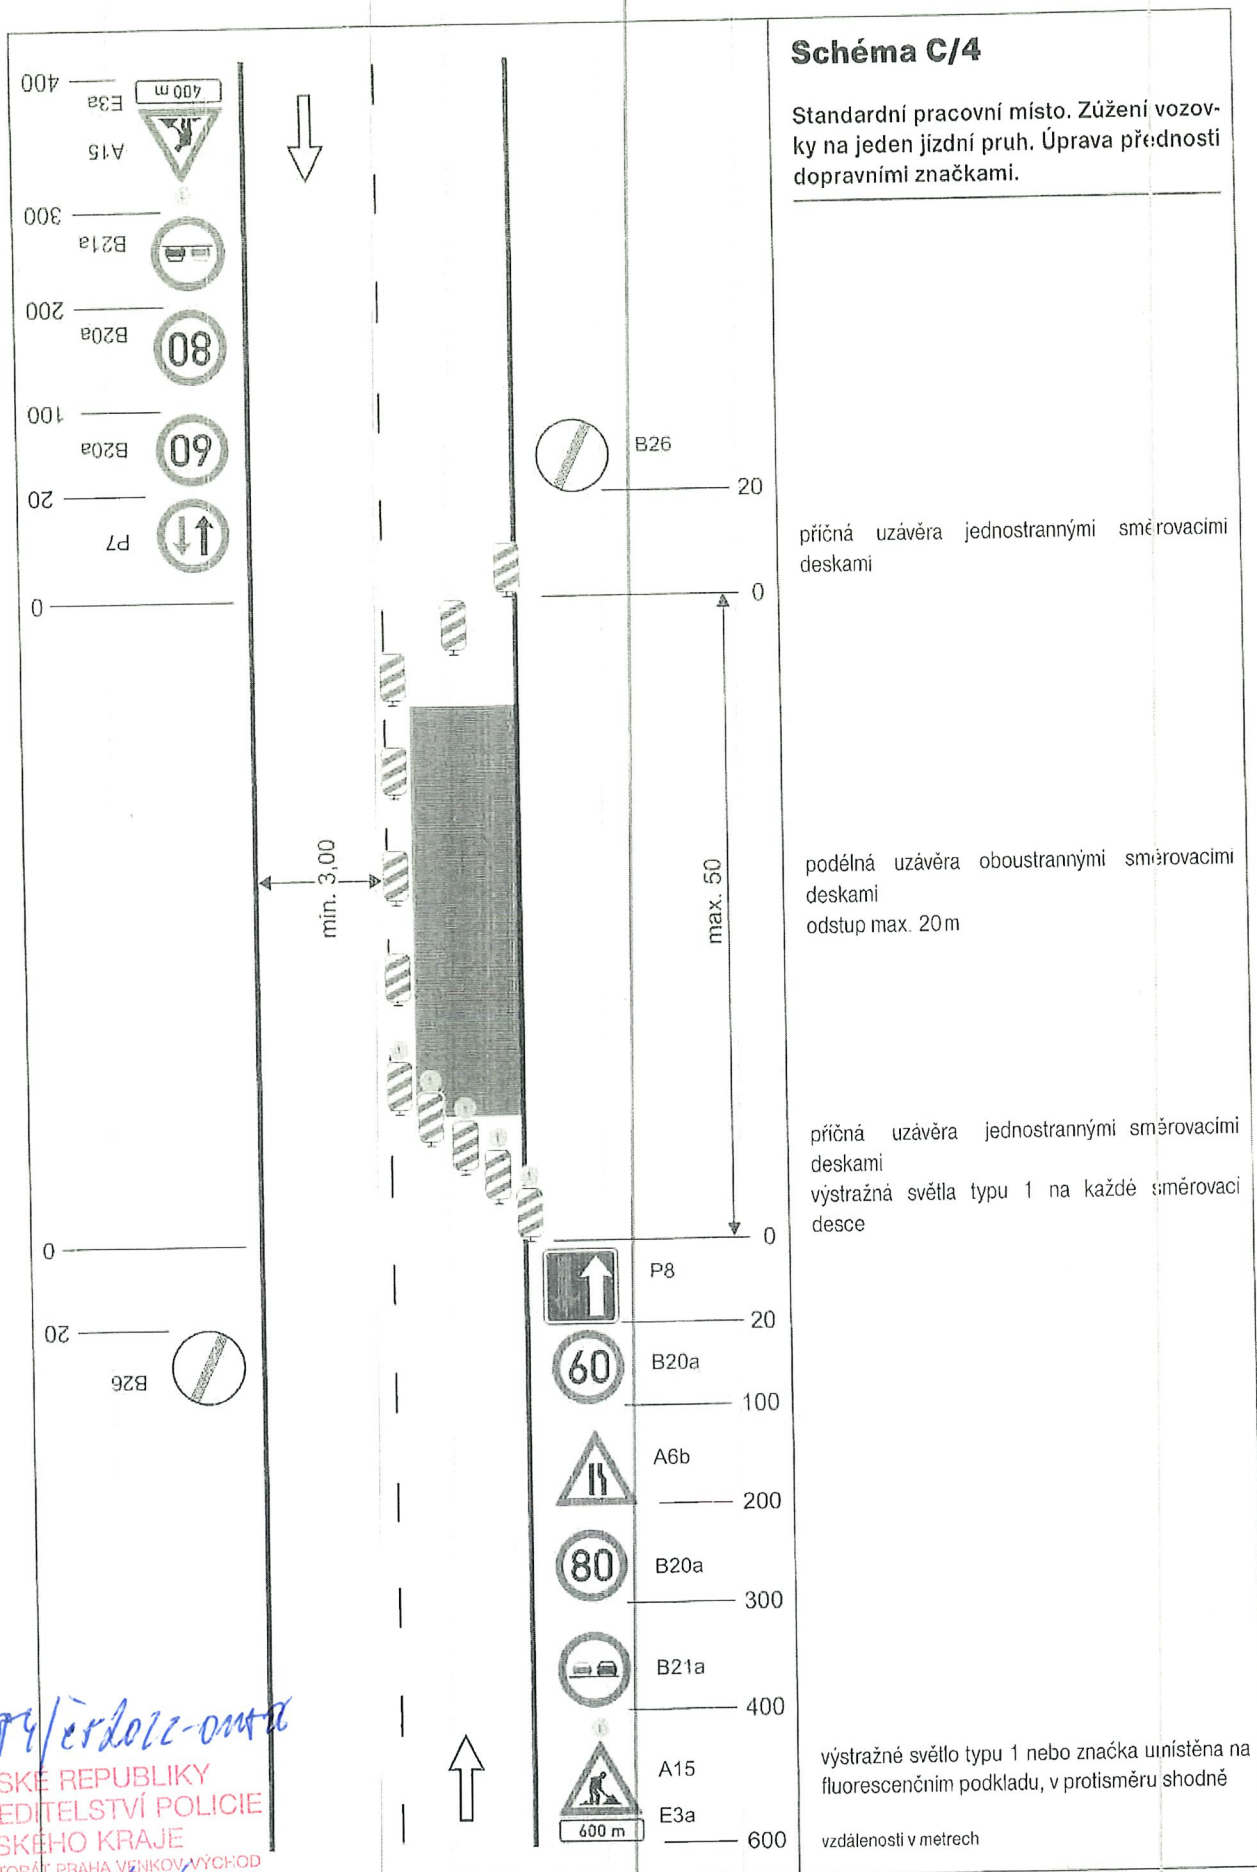 Schéma C/4
Standardní pracovní místo. Zúžení vozov-
ky na jeden jízdní pruh. Úprava přednosti
dopravními značkami.
400
400 m
E3a
A15
300
B21a
200
B20a
80
100
B20a
60
20
P7
0
B26
20
příčná uzávěra jednostrannými směrovacími
deskami
0
min. 3,00
max. 50
podélná uzávěra oboustrannými směrovacími
deskami
odstup max. 20 m
příčná uzávěra jednostrannými směrovacími
deskami
výstražná světla typu 1 na každé směrovací
desce
0
0
P8
20
20
B26
60
B20a
100
A6b
200
80
B20a
300
B21a
400
A15
E3a
600 m
600
výstražné světlo typu 1 nebo značka umístěna na
fluorescenčním podkladu, v protisměru shodně
vzdálenosti v metrech
SKÉ REPUBLIKY
EDITELSTVÍ POLICIE
SKÉHO KRAJE
PRAHA VENKOV VÝCHOD